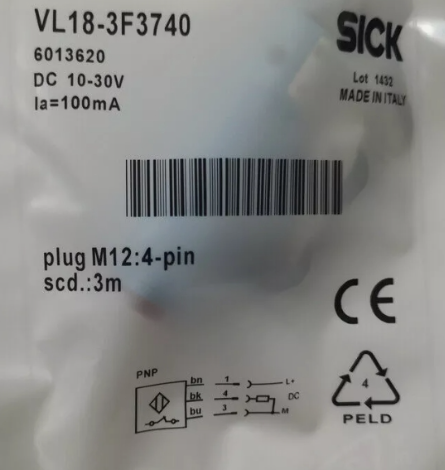 VL18-3F3740
SICK
6013620
DC 10-30V
Ia=100mA
Lot 1432
MADE IN ITALY
plug M12:4-pin
scd.:3m
CE
PNP
bn 1 L+
bk 4 DC
bu 3 M
4
PELD